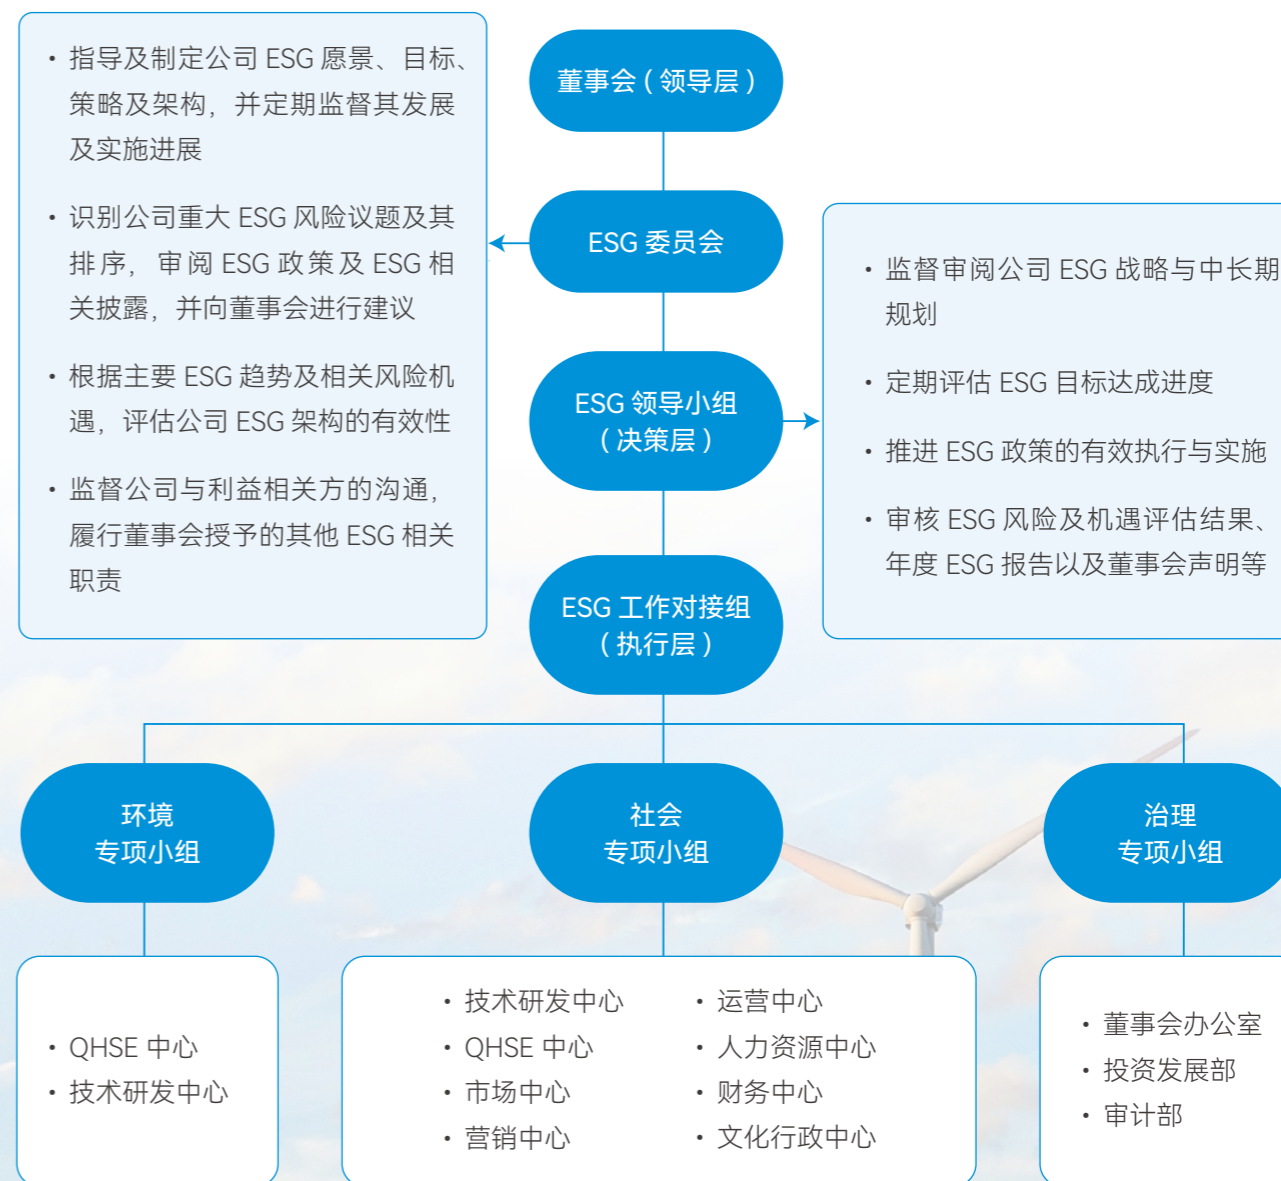 • 指导及制定公司 ESG 愿景、目标、
策略及架构，并定期监督其发展
及实施进展
• 识别公司重大 ESG 风险议题及其
排序，审阅 ESG 政策及 ESG 相
关披露，并向董事会进行建议
• 根据主要 ESG 趋势及相关风险机
遇，评估公司 ESG 架构的有效性
• 监督公司与利益相关方的沟通，
履行董事会授予的其他 ESG 相关
职责
董事会 ( 领导层 )
ESG 委员会
ESG 领导小组
( 决策层 )
ESG 工作对接组
( 执行层 )
• 监督审阅公司 ESG 战略与中长期
规划
• 定期评估 ESG 目标达成进度
• 推进 ESG 政策的有效执行与实施
• 审核 ESG 风险及机遇评估结果、
年度 ESG 报告以及董事会声明等
环境
专项小组
社会
专项小组
治理
专项小组
• QHSE 中心
• 技术研发中心
• 技术研发中心
• QHSE 中心
• 市场中心
• 营销中心
• 运营中心
• 人力资源中心
• 财务中心
• 文化行政中心
• 董事会办公室
• 投资发展部
• 审计部